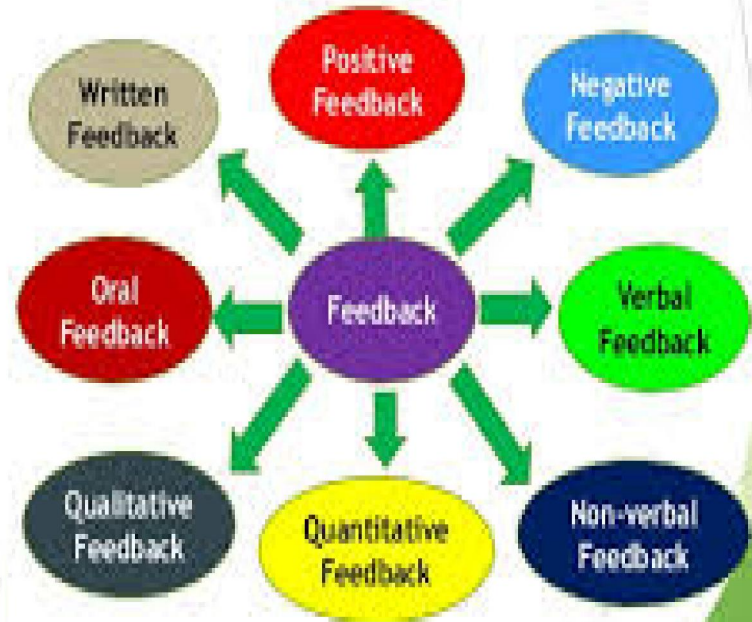 Positive
Feedback
Written
Feedback
Negative
Feedback
Oral
Feedback
Feedback
Verbal
Feedback
Qualitative
Feedback
Quantitative
Feedback
Non-verbal
Feedback